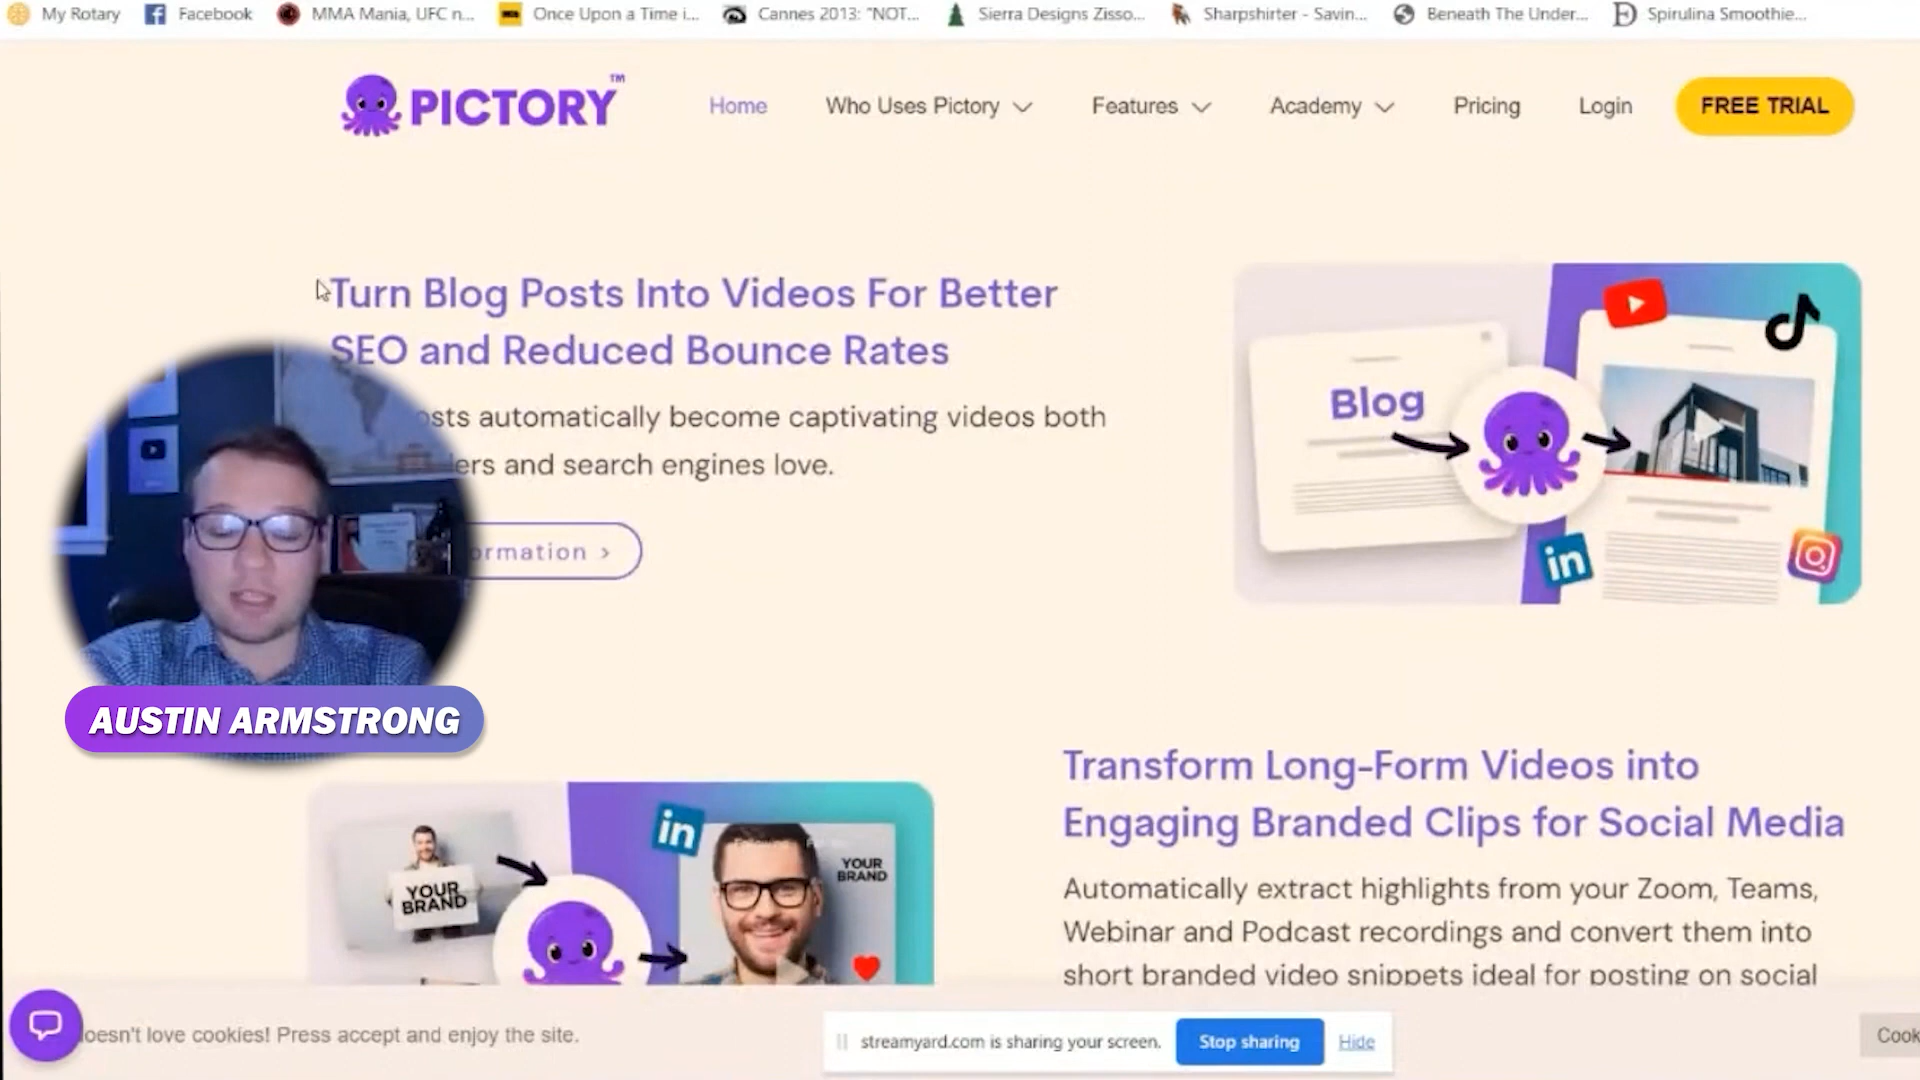 My Rotary Facebook MMA Mania, UFC n... Once Upon a Time i... Cannes 2013: "NOT... Sierra Designs Zisso... Sharpshirter - Savin... Beneath The Under... Spirulina Smoothie...
PICTORY™ Home Who Uses Pictory Features Academy Pricing Login FREE TRIAL
Turn Blog Posts Into Videos For Better
SEO and Reduced Bounce Rates
osts automatically become captivating videos both
ers and search engines love.
ormation >
Blog
in
AUSTIN ARMSTRONG
in
YOUR
BRAND
YOUR
BRAND
Transform Long-Form Videos into
Engaging Branded Clips for Social Media
Automatically extract highlights from your Zoom, Teams,
Webinar and Podcast recordings and convert them into
short branded video snippets ideal for posting on social
oesn't love cookies! Press accept and enjoy the site.
streamyard.com is sharing your screen. Stop sharing Hide
Cook